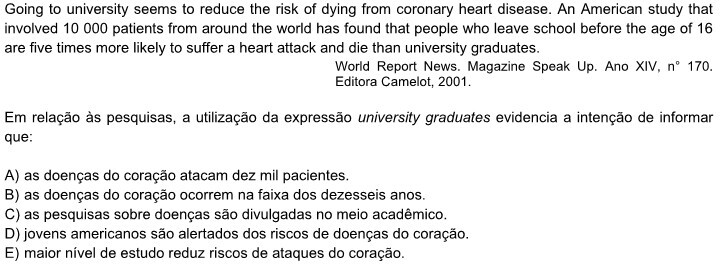 Going to university seems to reduce the risk of dying from coronary heart disease. An American study that
involved 10 000 patients from around the world has found that people who leave school before the age of 16
are five times more likely to suffer a heart attack and die than university graduates.
World Report News. Magazine Speak Up. Ano XIV, n° 170.
Editora Camelot, 2001.
Em relação às pesquisas, a utilização da expressão university graduates evidencia a intenção de informar
que:
A) as doenças do coração atacam dez mil pacientes.
B) as doenças do coração ocorrem na faixa dos dezesseis anos.
C) as pesquisas sobre doenças são divulgadas no meio acadêmico.
D) jovens americanos são alertados dos riscos de doenças do coração.
E) maior nível de estudo reduz riscos de ataques do coração.